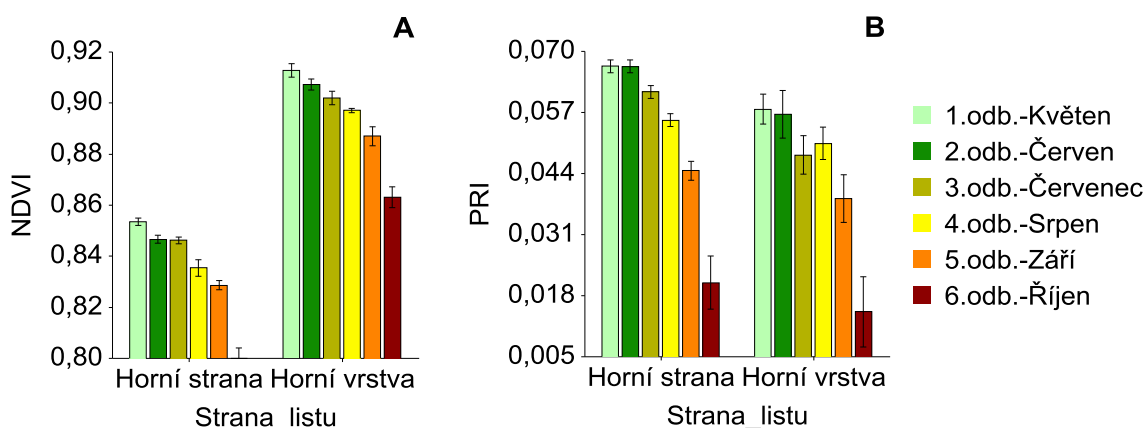 A
NDVI
0,92
0,90
0,88
0,86
0,84
0,82
0,80
Horní strana Horní vrstva
Strana listu
B
PRI
0,070
0,057
0,044
0,031
0,018
0,005
Horní strana Horní vrstva
Strana_listu
1.odb.-Květen
2.odb.-Červen
3.odb.-Červenec
4.odb.-Srpen
5.odb.-Září
6.odb.-Říjen